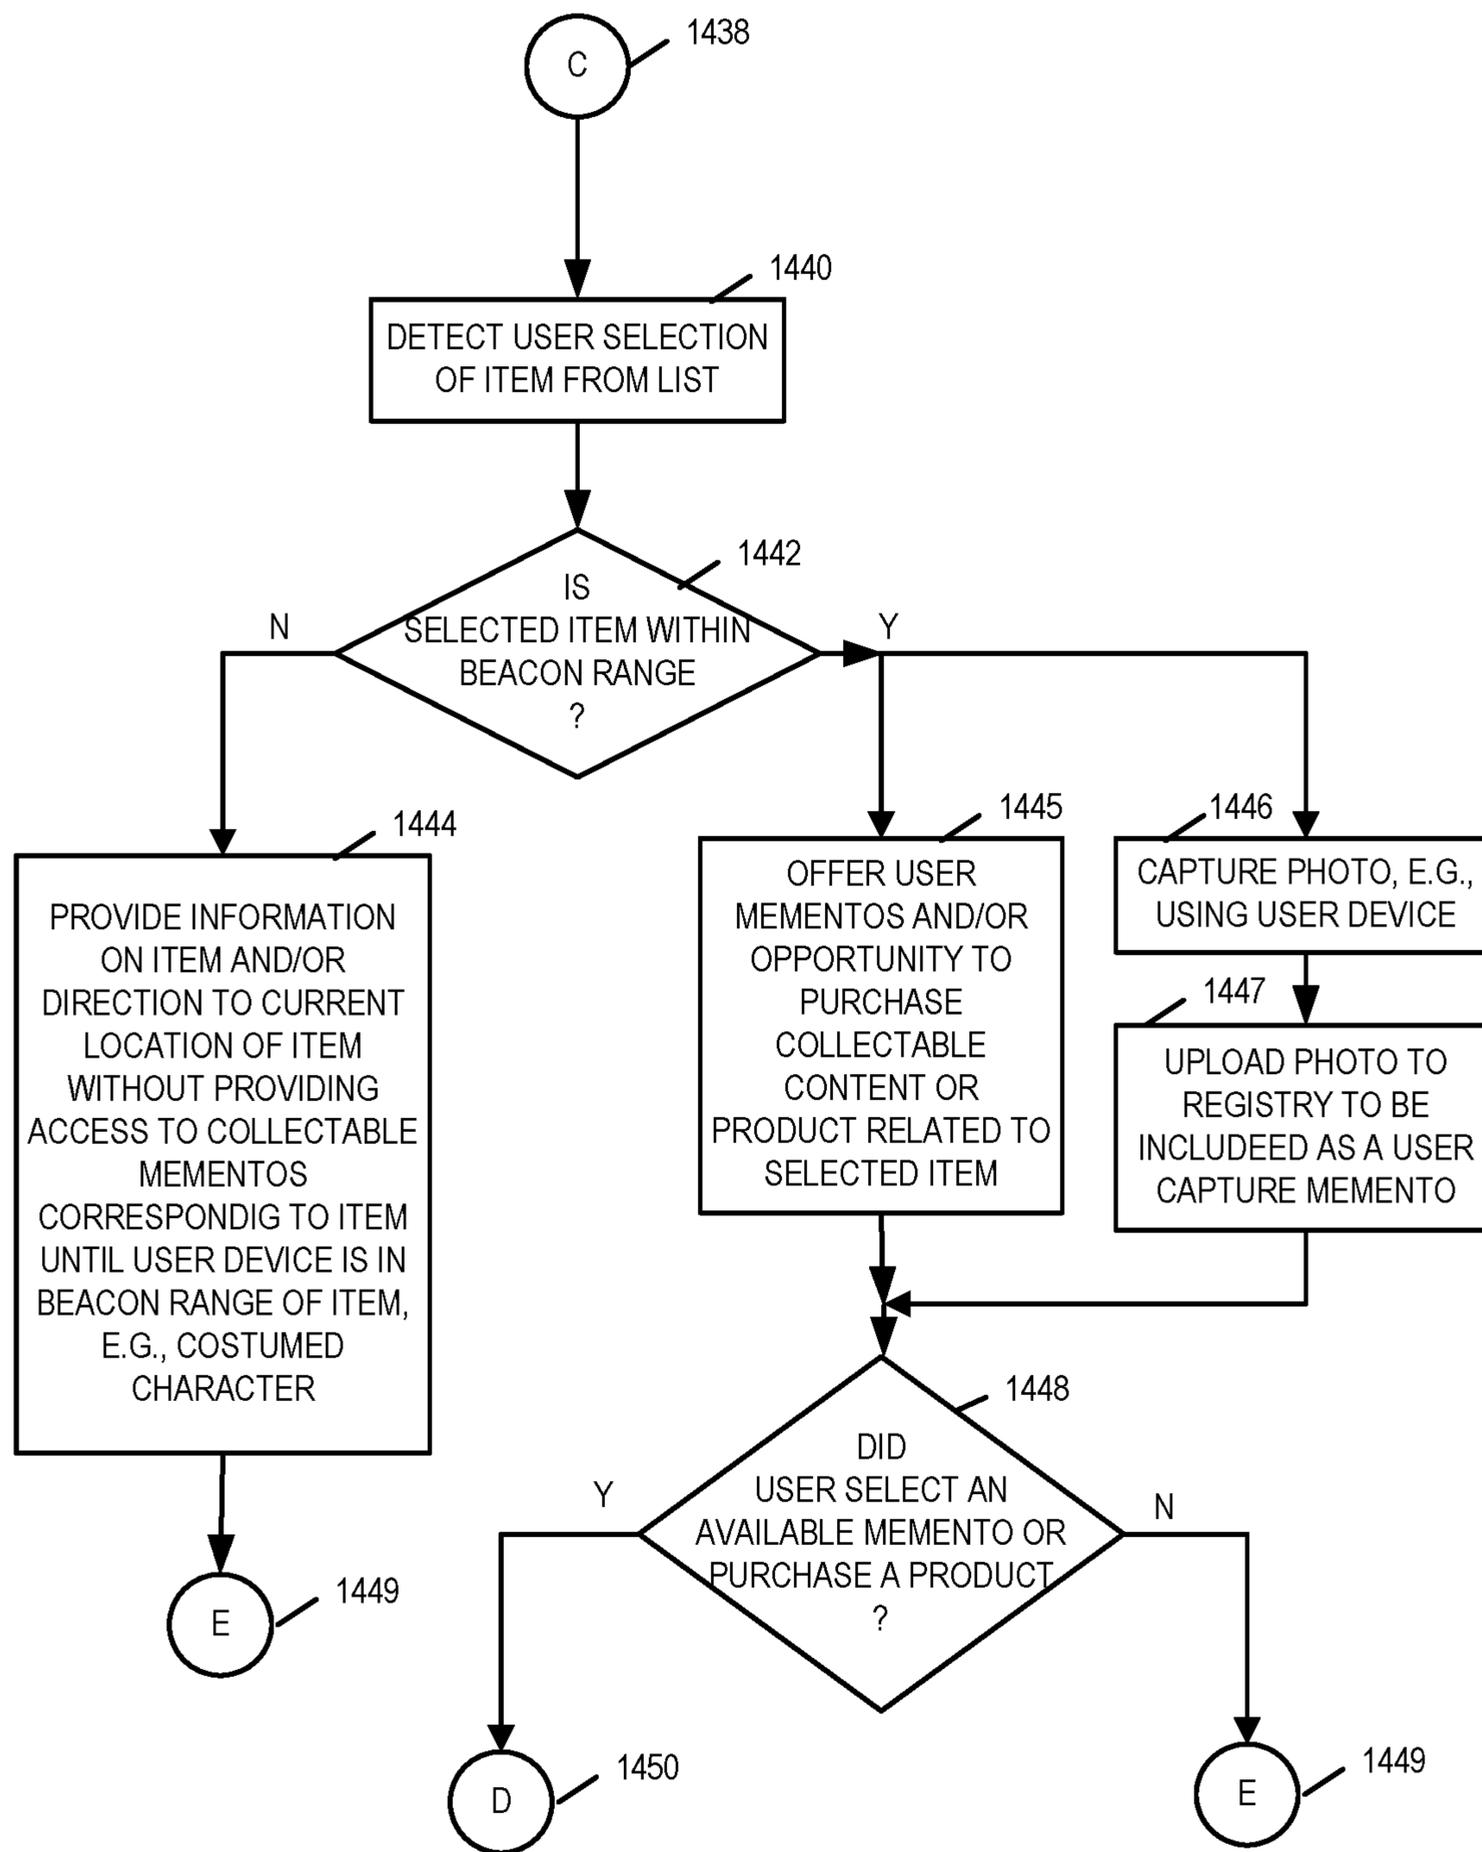 C
1438
1440
DETECT USER SELECTION
OF ITEM FROM LIST
1442
IS
SELECTED ITEM WITHIN
BEACON RANGE
?
N
Y
1444
PROVIDE INFORMATION
ON ITEM AND/OR
DIRECTION TO CURRENT
LOCATION OF ITEM
WITHOUT PROVIDING
ACCESS TO COLLECTABLE
MEMENTOS
CORRESPONDIG TO ITEM
UNTIL USER DEVICE IS IN
BEACON RANGE OF ITEM,
E.G., COSTUMED
CHARACTER
1445
OFFER USER
MEMENTOS AND/OR
OPPORTUNITY TO
PURCHASE
COLLECTABLE
CONTENT OR
PRODUCT RELATED TO
SELECTED ITEM
1446
CAPTURE PHOTO, E.G.,
USING USER DEVICE
1447
UPLOAD PHOTO TO
REGISTRY TO BE
INCLUDEED AS A USER
CAPTURE MEMENTO
1448
DID
USER SELECT AN
AVAILABLE MEMENTO OR
PURCHASE A PRODUCT
?
Y
N
E
1449
D
1450
E
1449